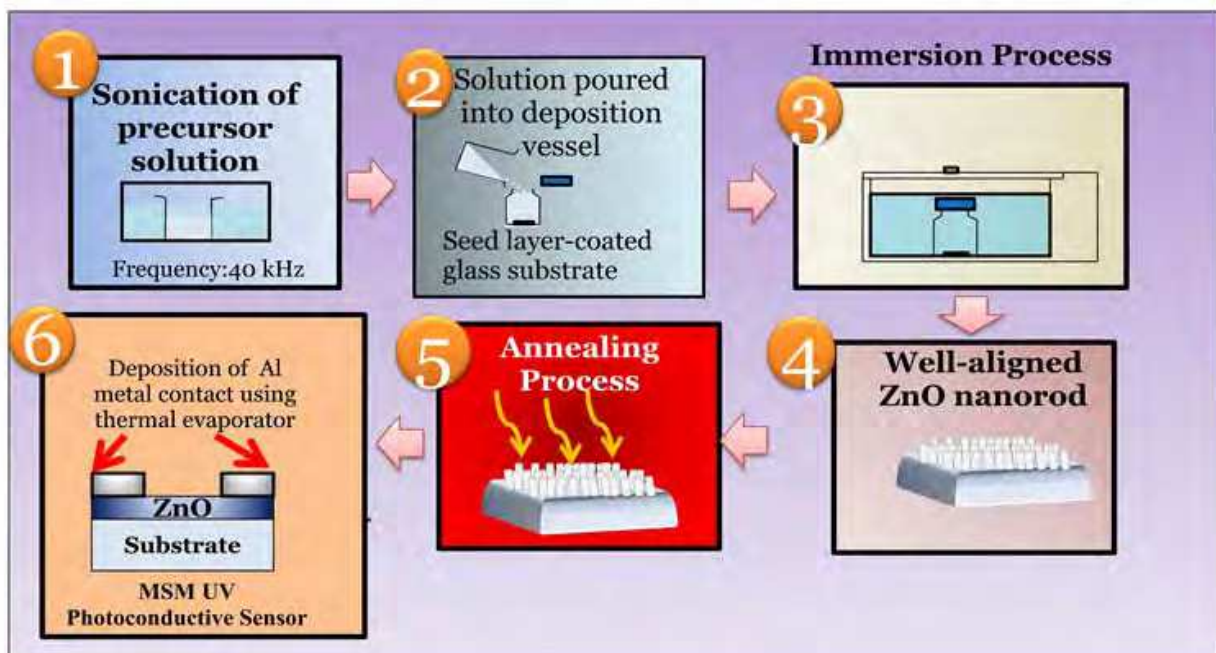 1
Sonication of
precursor
solution
Frequency:40 kHz
2
Solution poured
into deposition
vessel
Seed layer-coated
glass substrate
Immersion Process
3
4
Well-aligned
ZnO nanorod
5
Annealing
Process
6
Deposition of Al
metal contact using
thermal evaporator
ZnO
Substrate
MSM UV
Photoconductive Sensor